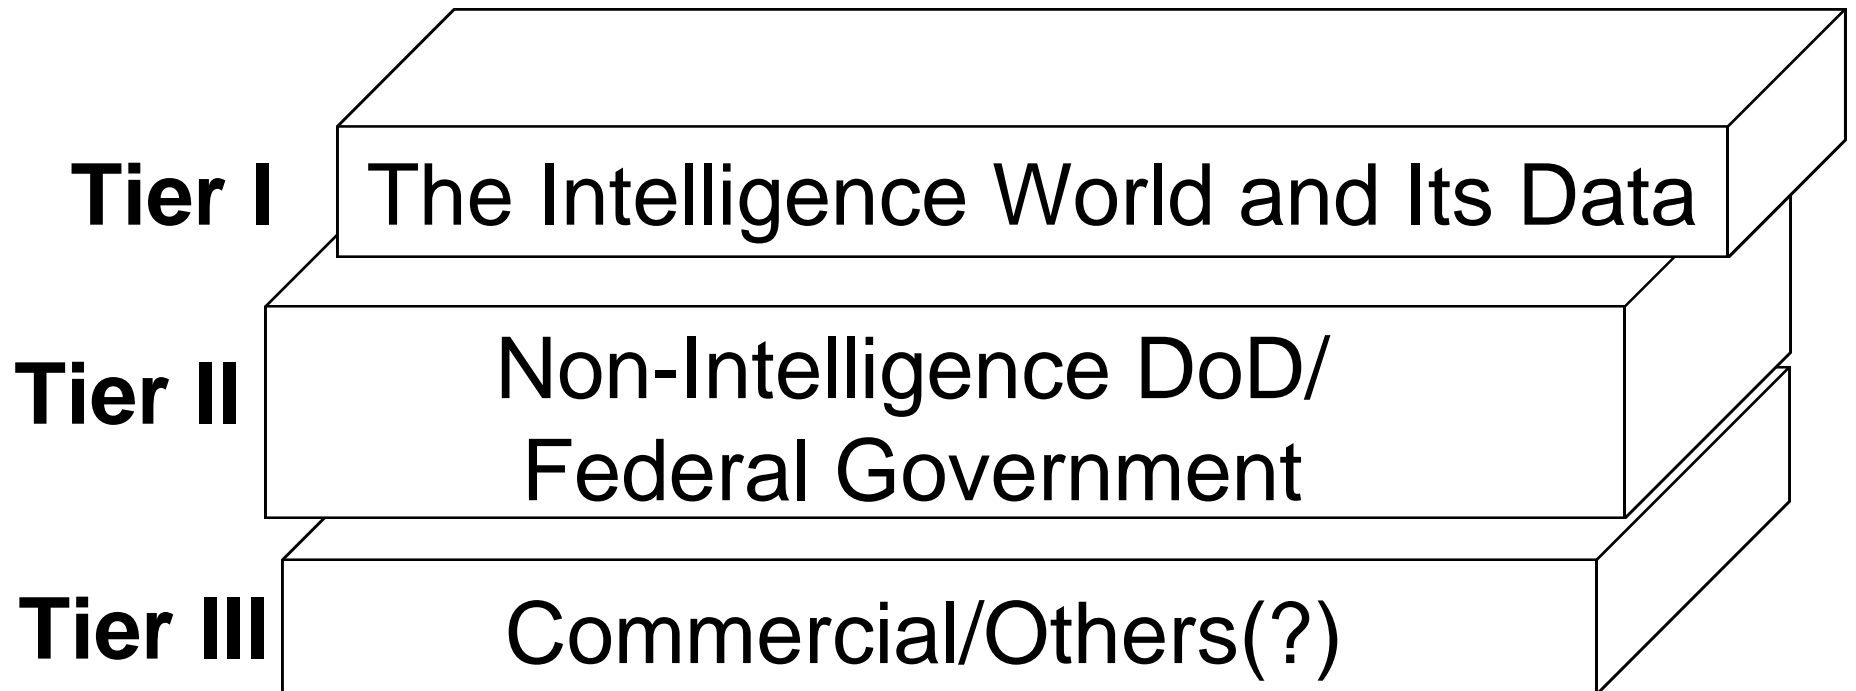 Tier I The Intelligence World and Its Data
Tier II Non-Intelligence DoD/
Federal Government
Tier III Commercial/Others(?)